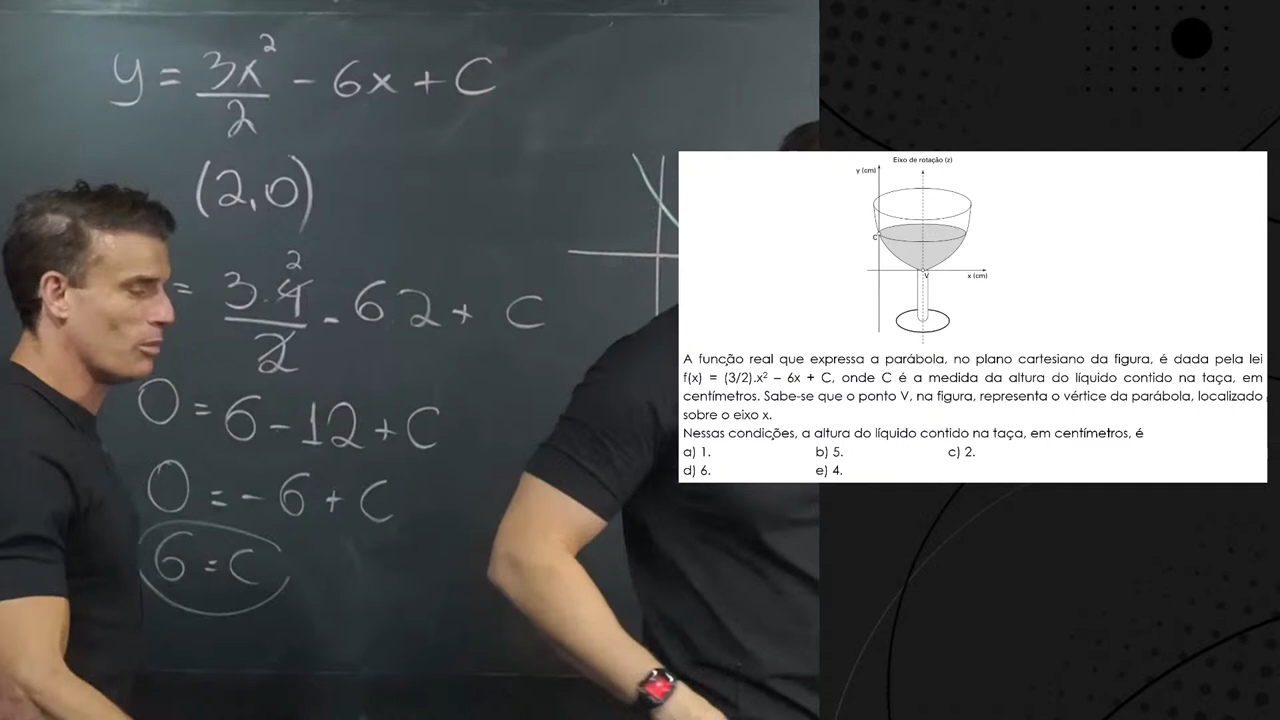 y = 3x²/2 - 6x + C
(2,0)
= 3.4²/2 - 6 2 + C
0 = 6 - 12 + C
0 = - 6 + C
6 = C
Eixo de rotação (z)
y (cm)
C
V
x (cm)
A função real que expressa a parábola, no plano cartesiano da figura, é dada pela lei
f(x) = (3/2).x² – 6x + C, onde C é a medida da altura do líquido contido na taça, em
centímetros. Sabe-se que o ponto V, na figura, representa o vértice da parábola, localizado
sobre o eixo x.
Nessas condições, a altura do líquido contido na taça, em centímetros, é
a) 1. b) 5. c) 2.
d) 6. e) 4.